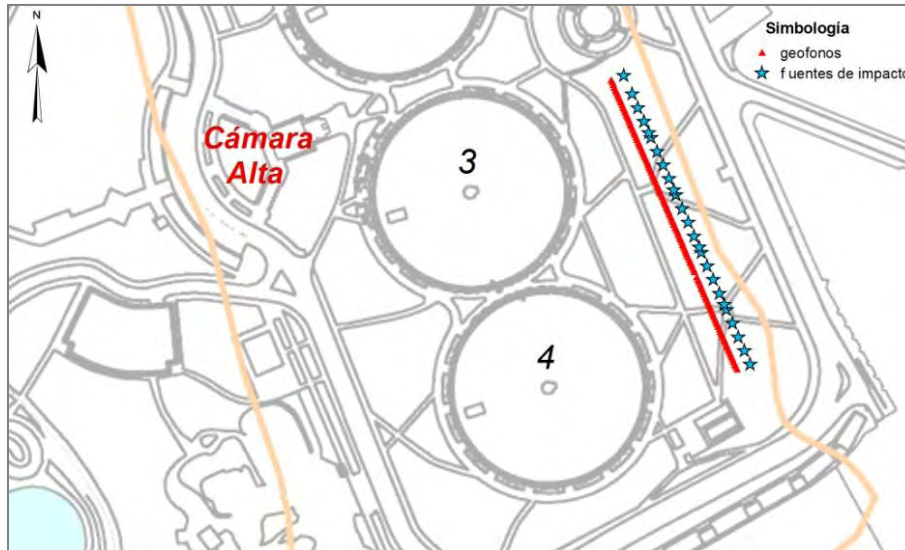 N
Simbología
geofonos
f uentes de impacto
Cámara
Alta
3
4